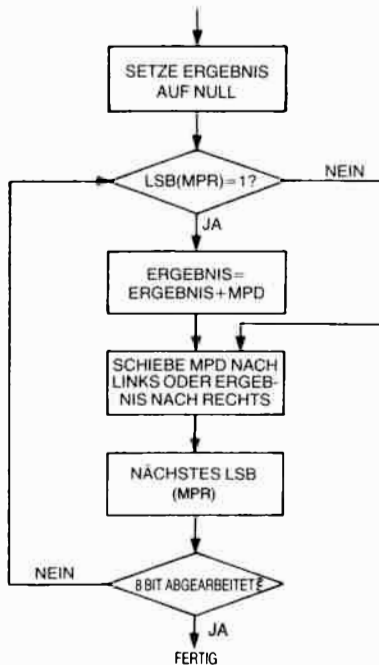 SETZE ERGEBNIS
AUF NULL
LSB(MPR)=1?
NEIN
JA
ERGEBNIS=
ERGEBNIS+MPD
SCHIEBE MPD NACH
LINKS ODER ERGEB-
NIS NACH RECHTS
NÄCHSTES LSB
(MPR)
NEIN
8 BIT ABGEARBEITET?
JA
FERTIG